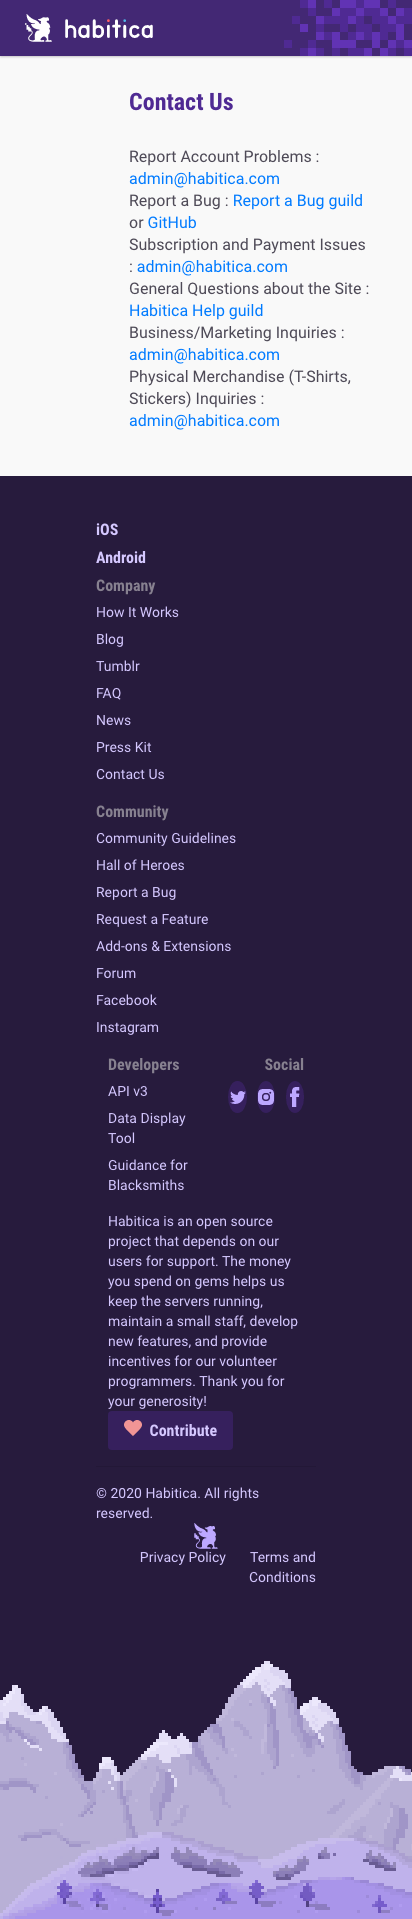 habitica
Contact Us
Report Account Problems :
admin@habitica.com
Report a Bug : Report a Bug guild
or GitHub
Subscription and Payment Issues
: admin@habitica.com
General Questions about the Site :
Habitica Help guild
Business/Marketing Inquiries :
admin@habitica.com
Physical Merchandise (T-Shirts,
Stickers) Inquiries :
admin@habitica.com
iOS
Android
Company
How It Works
Blog
Tumblr
FAQ
News
Press Kit
Contact Us
Community
Community Guidelines
Hall of Heroes
Report a Bug
Request a Feature
Add-ons & Extensions
Forum
Facebook
Instagram
Developers
API v3
Data Display
Tool
Guidance for
Blacksmiths
Social
Habitica is an open source
project that depends on our
users for support. The money
you spend on gems helps us
keep the servers running,
maintain a small staff, develop
new features, and provide
incentives for our volunteer
programmers. Thank you for
your generosity!
Contribute
© 2020 Habitica. All rights
reserved.
Privacy Policy
Terms and
Conditions